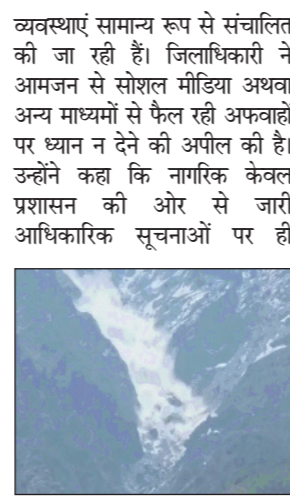 व्यवस्थाएं सामान्य रूप से संचालित
की जा रही हैं। जिलाधिकारी ने
आमजन से सोशल मीडिया अथवा
अन्य माध्यमों से फैल रही अफवाहों
पर ध्यान न देने की अपील की है।
उन्होंने कहा कि नागरिक केवल
प्रशासन की ओर से जारी
आधिकारिक सूचनाओं पर ही